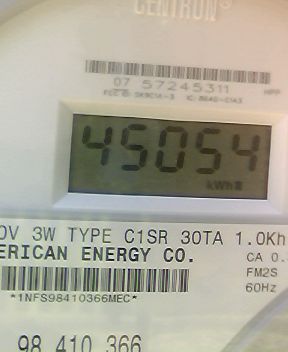 CENTRON®
07 57245311
45054
kWh
0V 3W TYPE C1SR 30TA 1.0Kh
ERICAN ENERGY CO.
CA 0.
FM2S
*1NFS98410366MEC*
60Hz
98 410 366